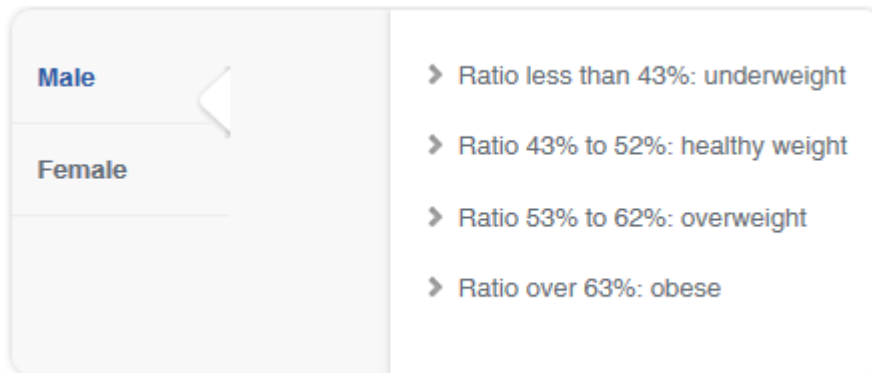 Male
Female
Ratio less than 43%: underweight
Ratio 43% to 52%: healthy weight
Ratio 53% to 62%: overweight
Ratio over 63%: obese